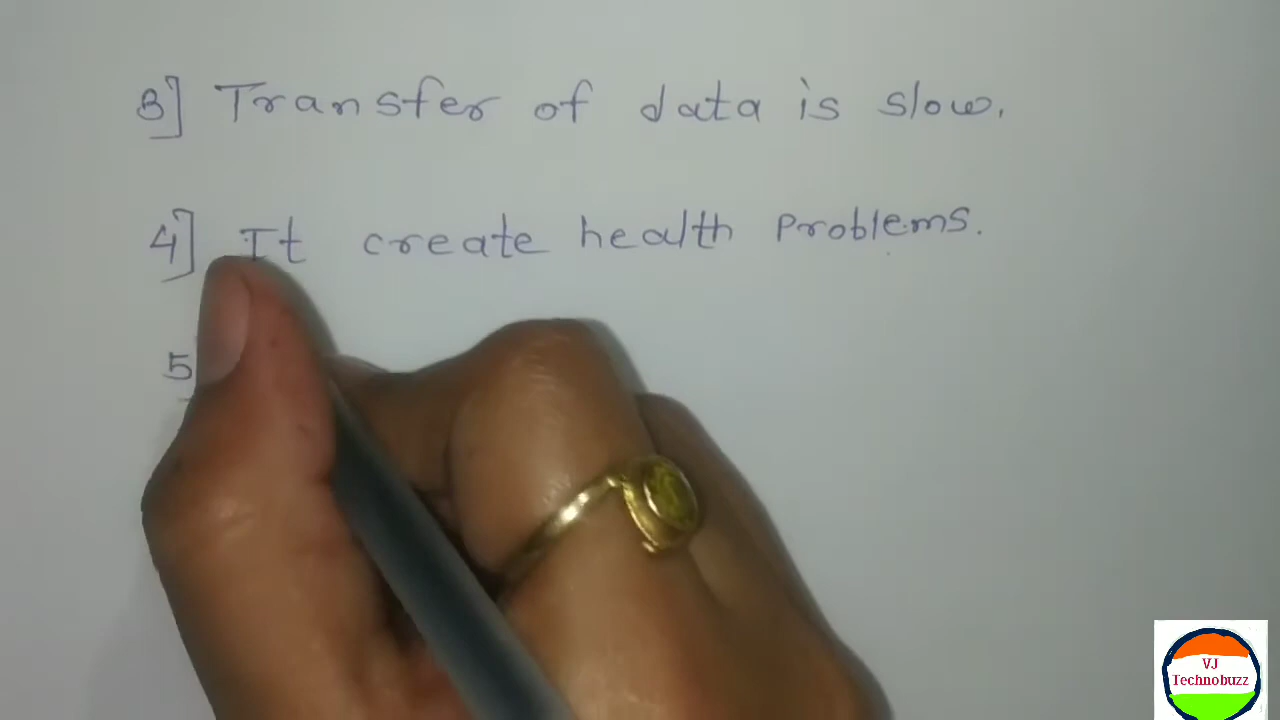 3] Transfer of data is slow.
4] It create health problems.
5
VJ
Technobuzz